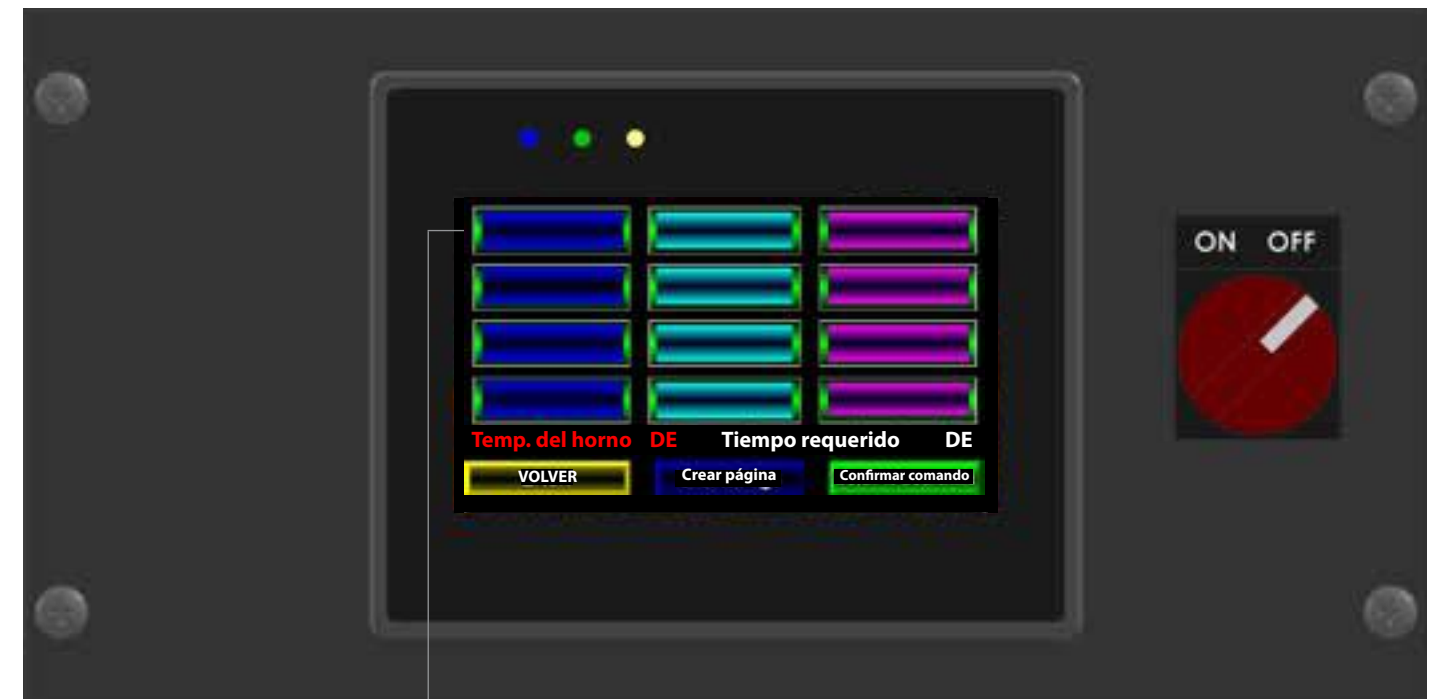 ON OFF
Temp. del horno DE Tiempo requerido DE
VOLVER Crear página Confirmar comando